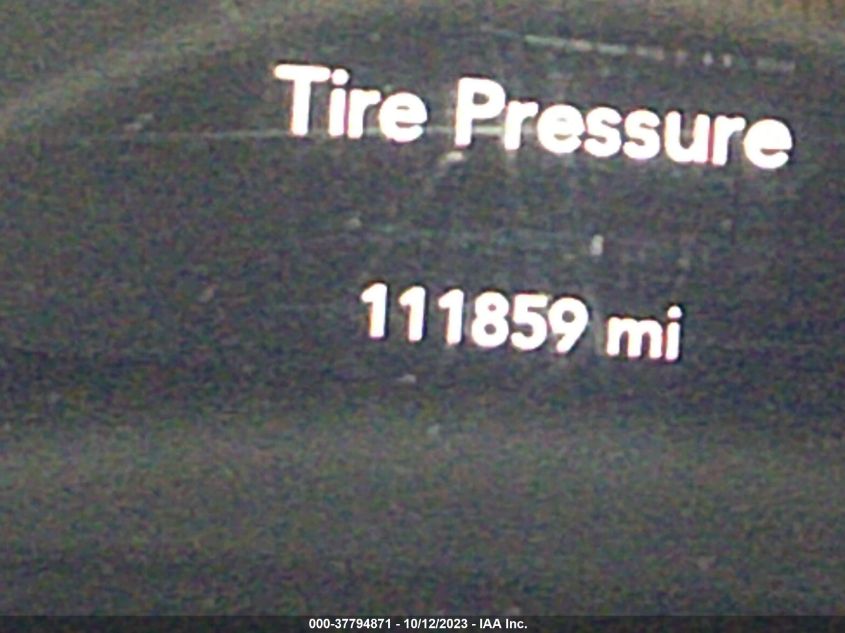 Tire Pressure
111859 mi
000-37794871 - 10/12/2023 - IAA Inc.